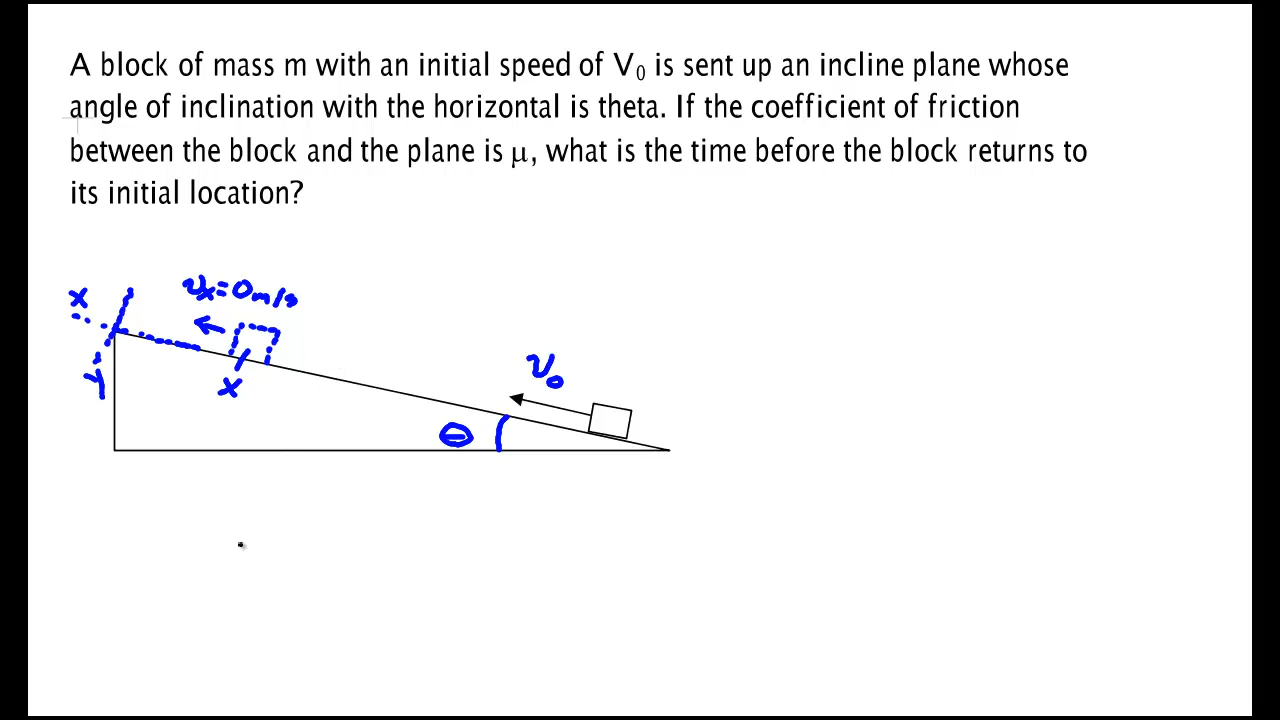 A block of mass m with an initial speed of V₀ is sent up an incline plane whose
angle of inclination with the horizontal is theta. If the coefficient of friction
between the block and the plane is μ, what is the time before the block returns to
its initial location?
x
vₓ=0m/s
y
x
v₀
θ